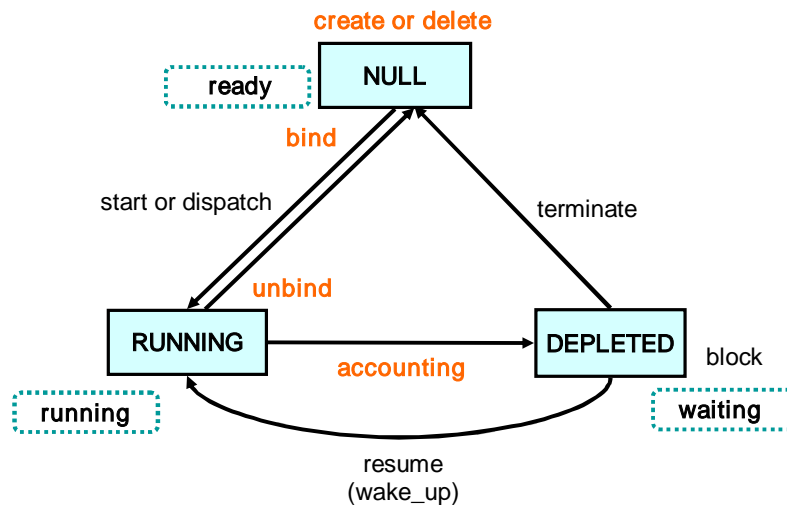 create or delete
NULL
ready
bind
start or dispatch
terminate
unbind
RUNNING
DEPLETED
accounting
block
running
waiting
resume
(wake_up)